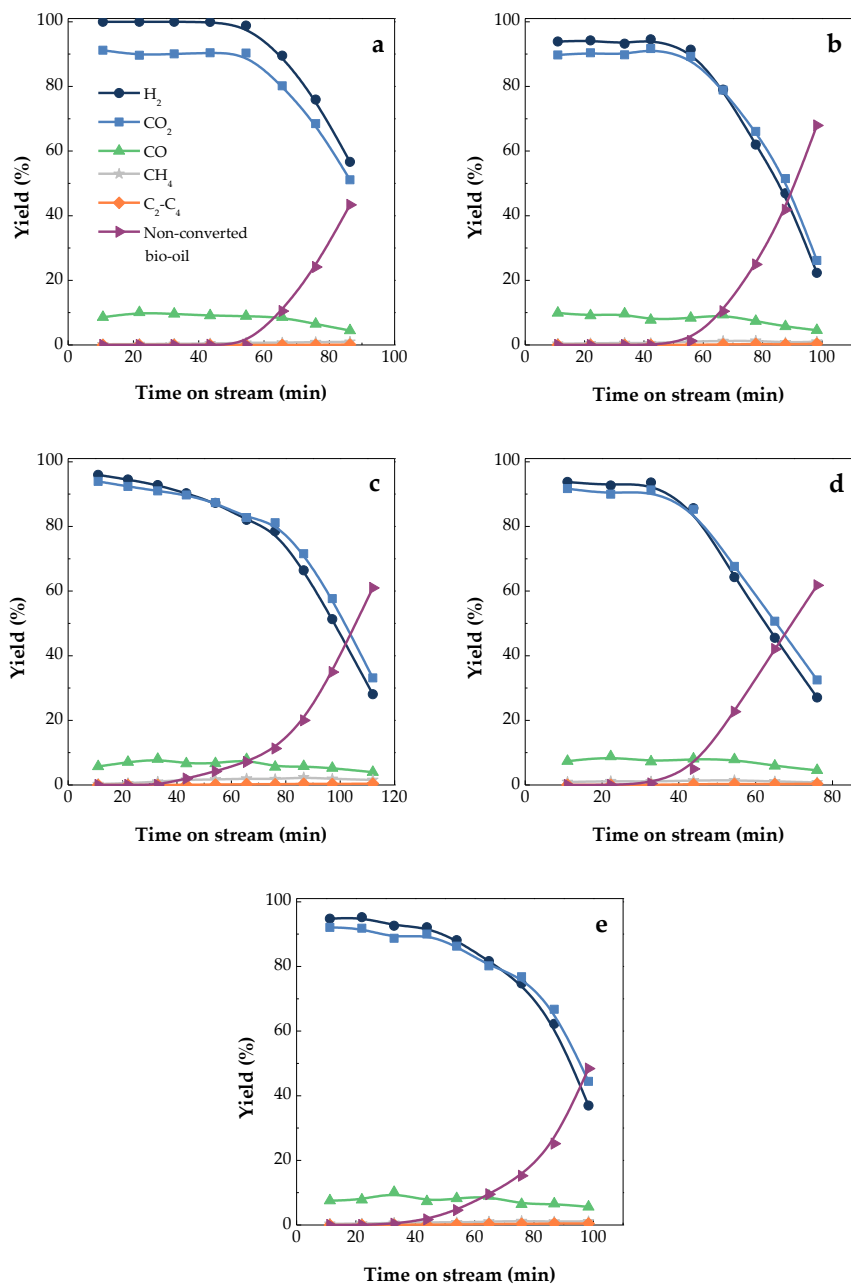 a
100
80
60
40
20
0
Yield (%)
H2
CO2
CO
CH4
C2-C4
Non-converted
bio-oil
0 20 40 60 80 100
Time on stream (min)
b
100
80
60
40
20
0
Yield (%)
0 20 40 60 80 100
Time on stream (min)
c
100
80
60
40
20
0
Yield (%)
0 20 40 60 80 100 120
Time on stream (min)
d
100
80
60
40
20
0
Yield (%)
0 20 40 60 80
Time on stream (min)
e
100
80
60
40
20
0
Yield (%)
0 20 40 60 80 100
Time on stream (min)